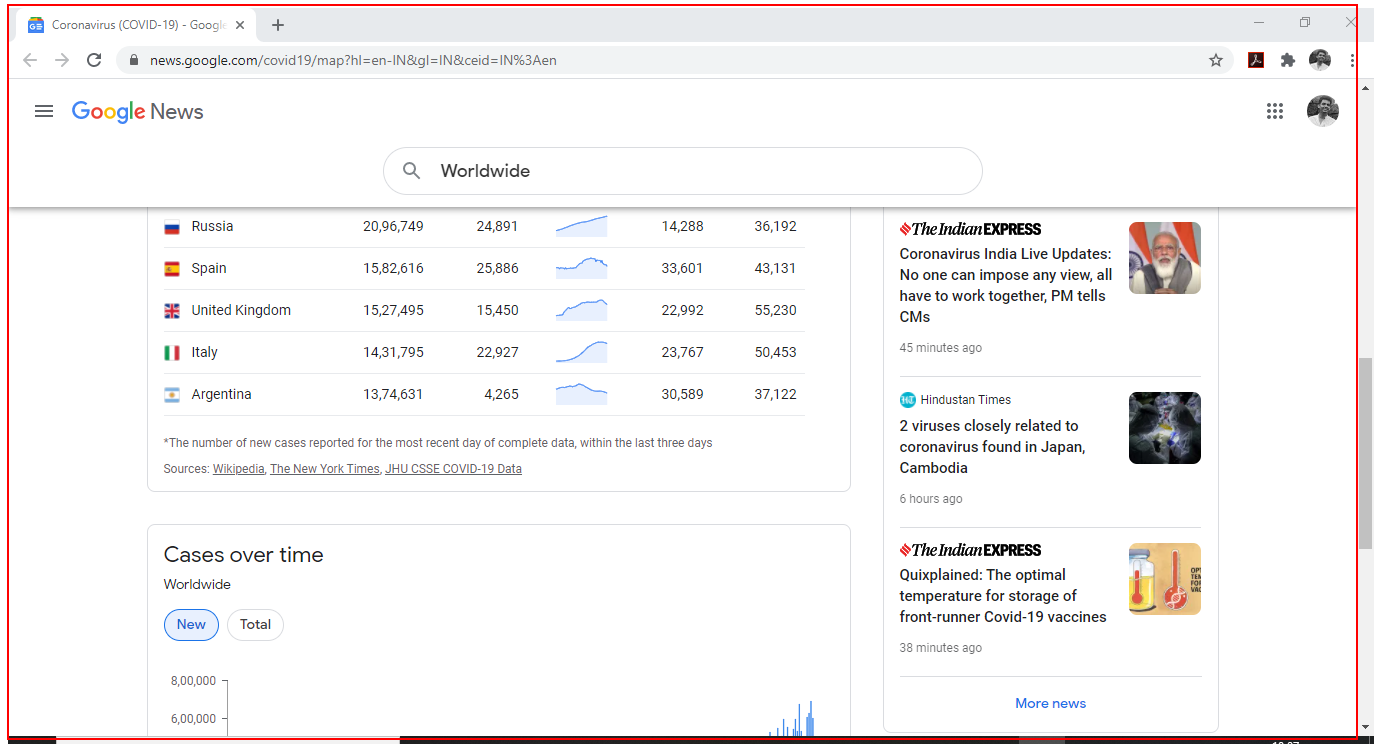 Coronavirus (COVID-19) - Google
news.google.com/covid19/map?hl=en-IN&gl=IN&ceid=IN%3Aen
Google News
Worldwide
Russia 20,96,749 24,891 14,288 36,192
Spain 15,82,616 25,886 33,601 43,131
United Kingdom 15,27,495 15,450 22,992 55,230
Italy 14,31,795 22,927 23,767 50,453
Argentina 13,74,631 4,265 30,589 37,122
*The number of new cases reported for the most recent day of complete data, within the last three days
Sources: Wikipedia, The New York Times, JHU CSSE COVID-19 Data
Cases over time
Worldwide
New Total
8,00,000
6,00,000
The Indian EXPRESS
Coronavirus India Live Updates:
No one can impose any view, all
have to work together, PM tells
CMs
45 minutes ago
HT Hindustan Times
2 viruses closely related to
coronavirus found in Japan,
Cambodia
6 hours ago
The Indian EXPRESS
Quixplained: The optimal
temperature for storage of
front-runner Covid-19 vaccines
38 minutes ago
More news